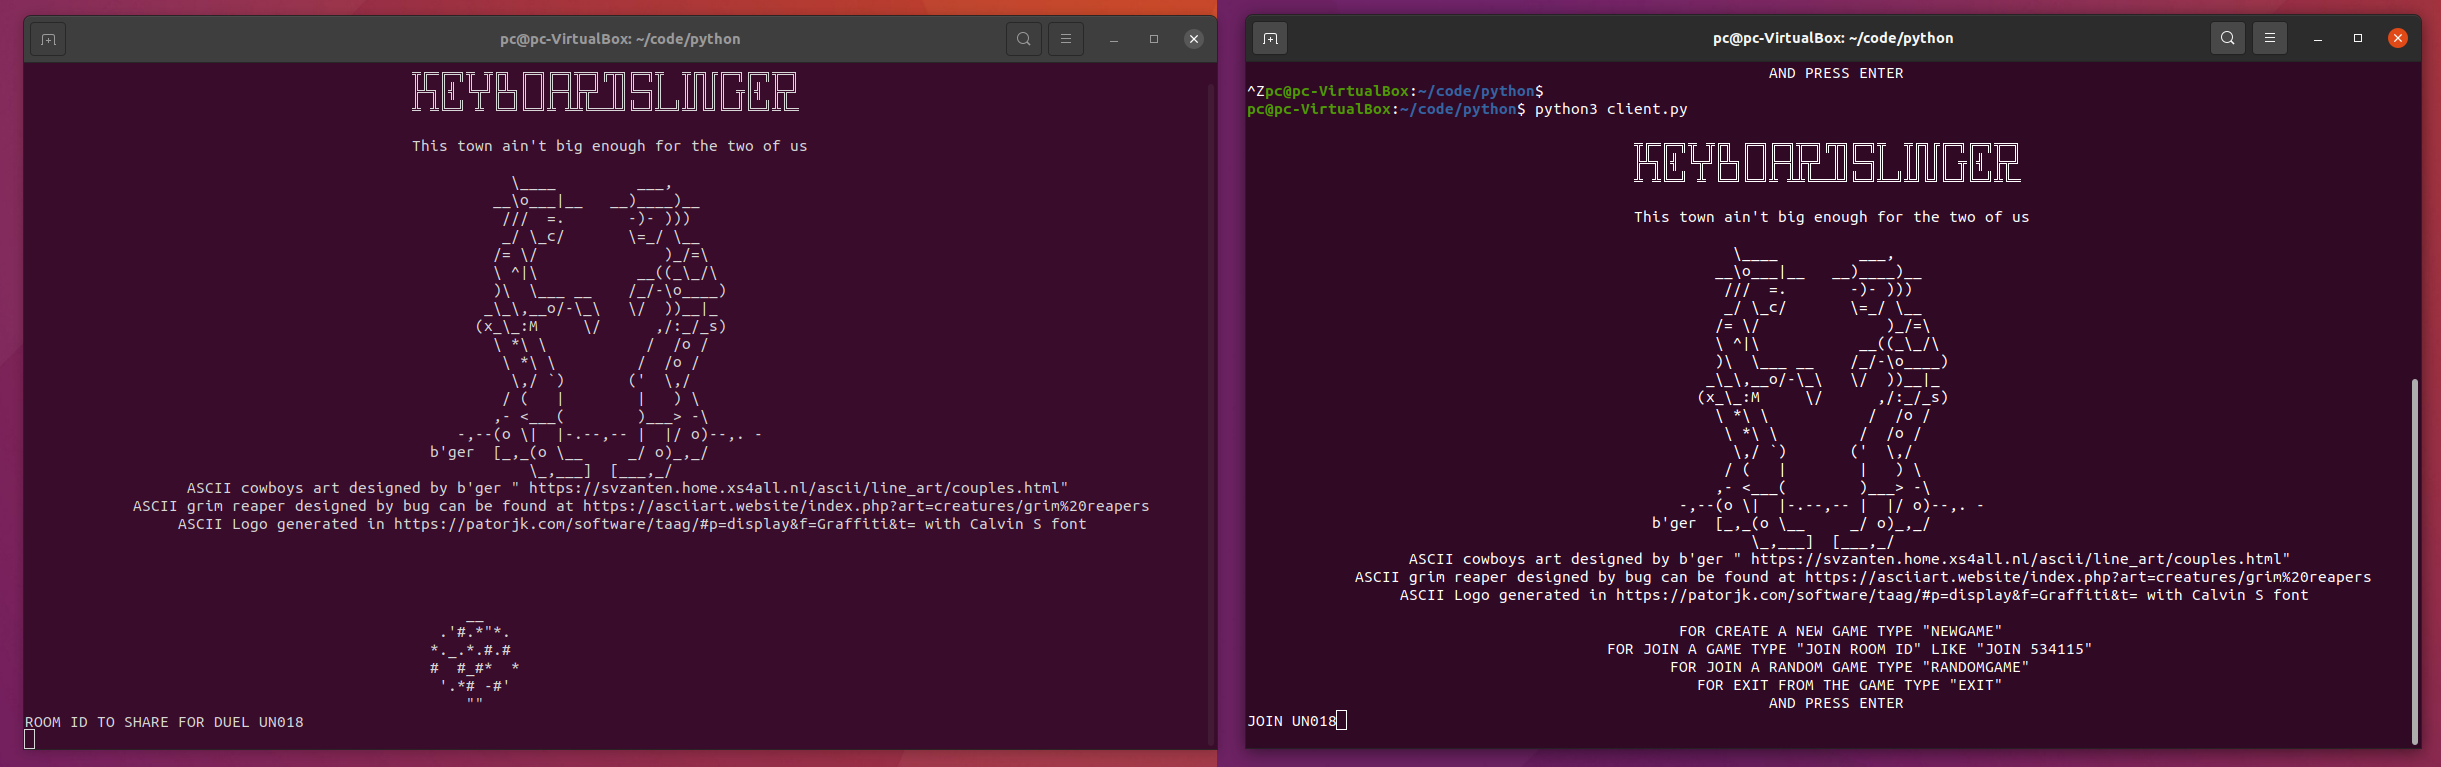 pc@pc-VirtualBox: ~/code/python
KEYBOARDSLINGER
This town ain't big enough for the two of us
b'ger
ASCII cowboys art designed by b'ger " https://svzanten.home.xs4all.nl/ascii/line_art/couples.html"
ASCII grim reaper designed by bug can be found at https://asciiart.website/index.php?art=creatures/grim%20reapers
ASCII Logo generated in https://patorjk.com/software/taag/#p=display&f=Graffiti&t= with Calvin S font
ROOM ID TO SHARE FOR DUEL UN018
pc@pc-VirtualBox: ~/code/python
AND PRESS ENTER
^Zpc@pc-VirtualBox:~/code/python$
pc@pc-VirtualBox:~/code/python$ python3 client.py
KEYBOARDSLINGER
This town ain't big enough for the two of us
b'ger
ASCII cowboys art designed by b'ger " https://svzanten.home.xs4all.nl/ascii/line_art/couples.html"
ASCII grim reaper designed by bug can be found at https://asciiart.website/index.php?art=creatures/grim%20reapers
ASCII Logo generated in https://patorjk.com/software/taag/#p=display&f=Graffiti&t= with Calvin S font
FOR CREATE A NEW GAME TYPE "NEWGAME"
FOR JOIN A GAME TYPE "JOIN ROOM ID" LIKE "JOIN 534115"
FOR JOIN A RANDOM GAME TYPE "RANDOMGAME"
FOR EXIT FROM THE GAME TYPE "EXIT"
AND PRESS ENTER
JOIN UN018